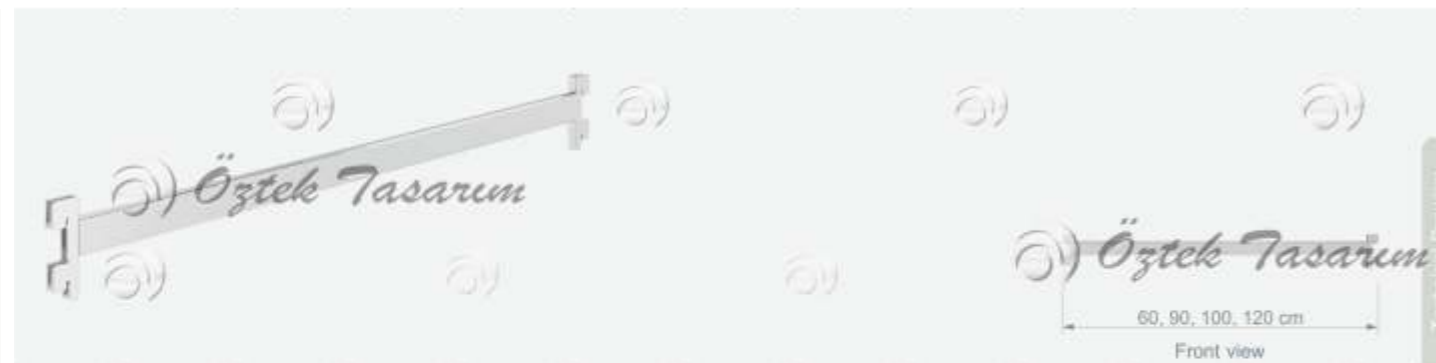 Öztek Tasarım
Öztek Tasarım
60, 90, 100, 120 cm
Front view